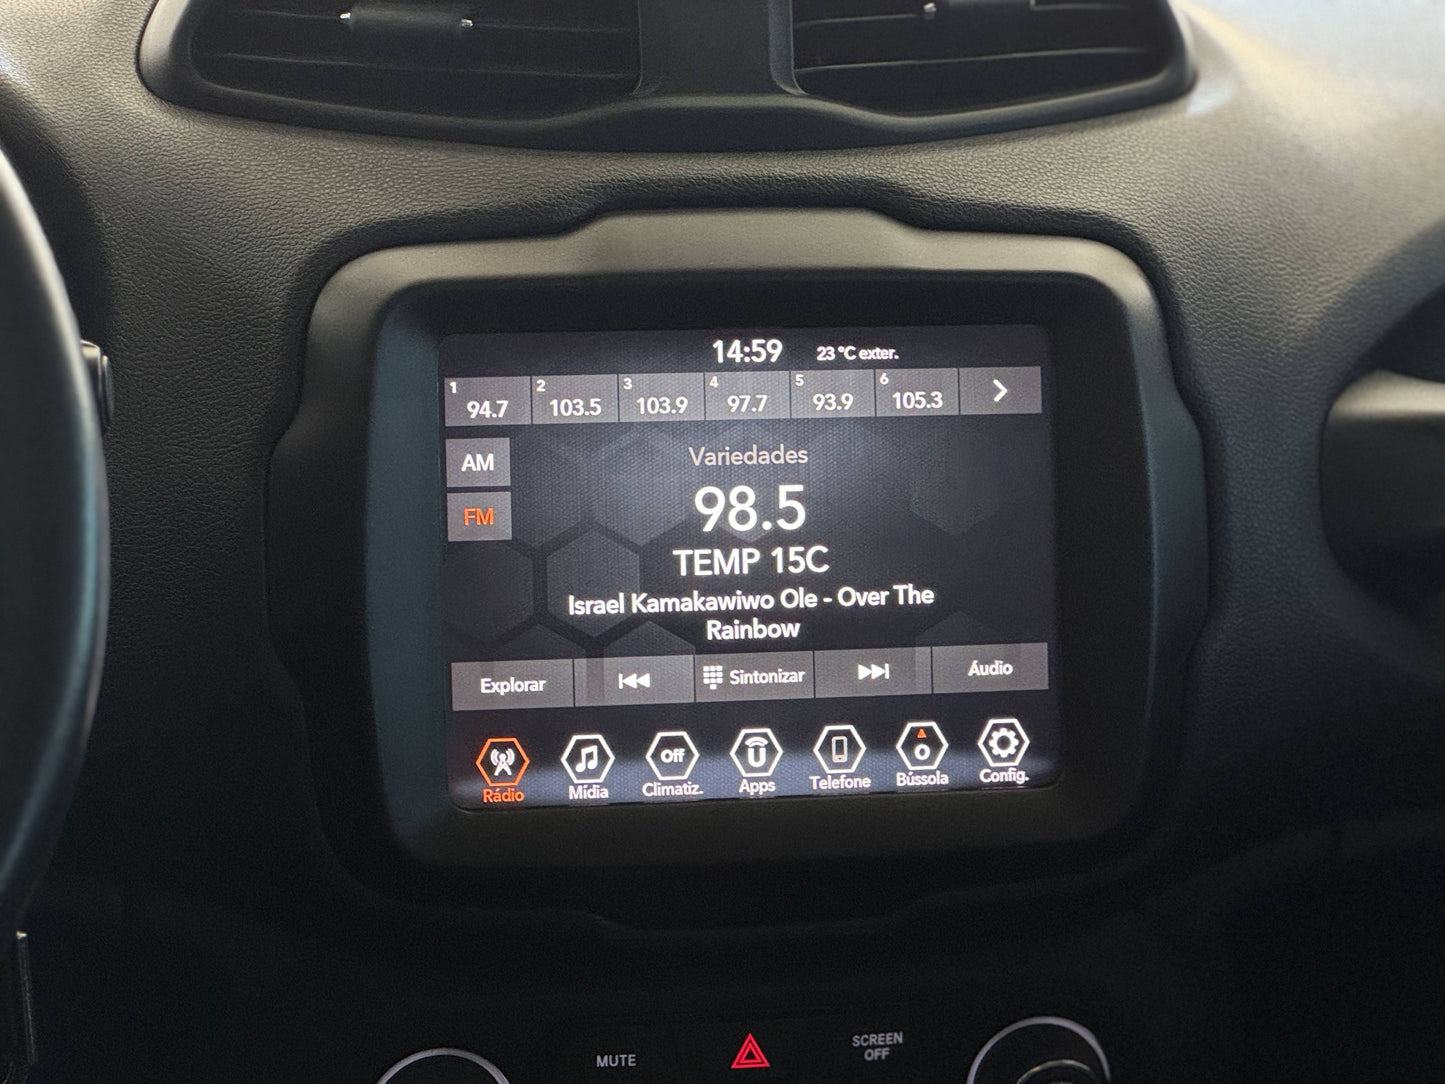 14:59 23 °C exter.
1 94.7 2 103.5 3 103.9 4 97.7 5 93.9 6 105.3
AM
FM
Variedades
98.5
TEMP 15C
Israel Kamakawiwo Ole - Over The
Rainbow
Explorar Sintonizar Áudio
Off
Rádio Mídia Climatiz. Apps Telefone Bússola Config.
MUTE
SCREEN
OFF